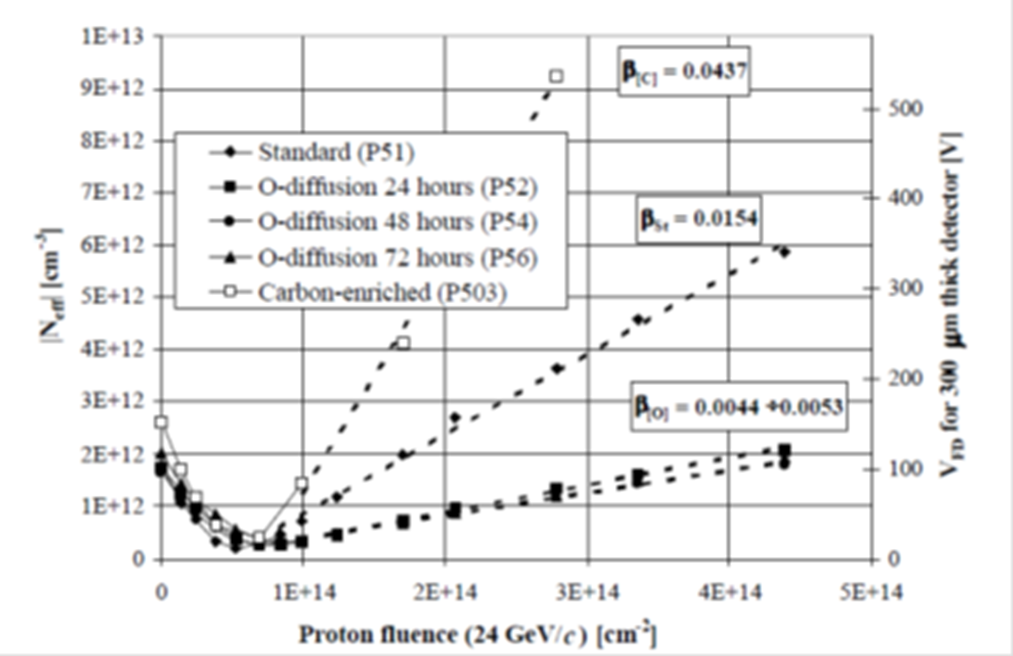 1E+13
9E+12
8E+12
7E+12
6E+12
5E+12
4E+12
3E+12
2E+12
1E+12
0
|N_eff| [cm^-3]
β[C] = 0.0437
Standard (P51)
O-diffusion 24 hours (P52)
O-diffusion 48 hours (P54)
O-diffusion 72 hours (P56)
Carbon-enriched (P503)
β_St = 0.0154
β[O] = 0.0044 ÷0.0053
500
400
300
200
100
0
V_FD for 300 μm thick detector [V]
0 1E+14 2E+14 3E+14 4E+14 5E+14
Proton fluence (24 GeV/c) [cm^-2]